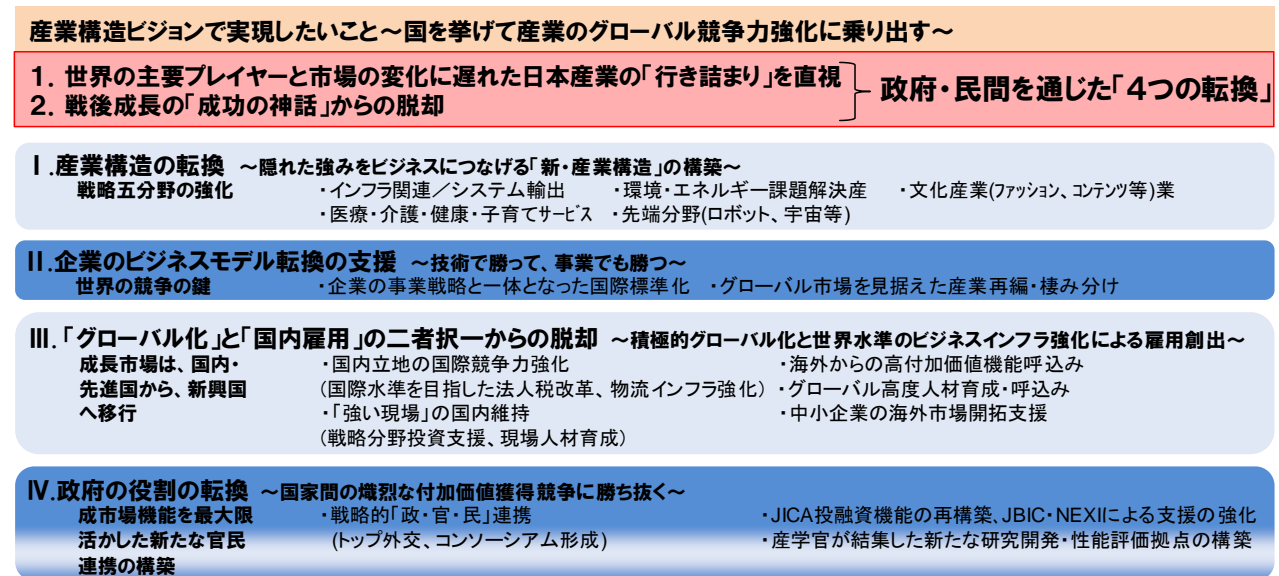 産業構造ビジョンで実現したいこと～国を挙げて産業のグローバル競争力強化に乗り出す～
1. 世界の主要プレイヤーと市場の変化に遅れた日本産業の「行き詰まり」を直視
2. 戦後成長の「成功の神話」からの脱却
政府・民間を通じた「4つの転換」
Ⅰ.産業構造の転換 ～隠れた強みをビジネスにつなげる「新・産業構造」の構築～
戦略五分野の強化 ・インフラ関連／システム輸出 ・環境・エネルギー課題解決産 ・文化産業(ファッション、コンテンツ等)業
・医療・介護・健康・子育てサービス ・先端分野(ロボット、宇宙等)
II.企業のビジネスモデル転換の支援 ～技術で勝って、事業でも勝つ～
世界の競争の鍵 ・企業の事業戦略と一体となった国際標準化 ・グローバル市場を見据えた産業再編・棲み分け
Ⅲ.「グローバル化」と「国内雇用」の二者択一からの脱却 ～積極的グローバル化と世界水準のビジネスインフラ強化による雇用創出～
成長市場は、国内・ ・国内立地の国際競争力強化 ・海外からの高付加価値機能呼込み
先進国から、新興国 (国際水準を目指した法人税改革、物流インフラ強化) ・グローバル高度人材育成・呼込み
へ移行 ・「強い現場」の国内維持 ・中小企業の海外市場開拓支援
(戦略分野投資支援、現場人材育成)
Ⅳ.政府の役割の転換 ～国家間の熾烈な付加価値獲得競争に勝ち抜く～
成市場機能を最大限 ・戦略的「政・官・民」連携 ・JICA投融資機能の再構築、JBIC・NEXIIによる支援の強化
活かした新たな官民 (トップ外交、コンソーシアム形成) ・産学官が結集した新たな研究開発・性能評価拠点の構築
連携の構築